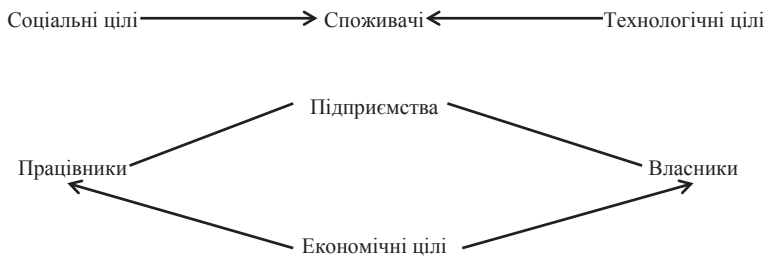 Соціальні цілі Споживачі Технологічні цілі
Підприємства
Працівники Власники
Економічні цілі